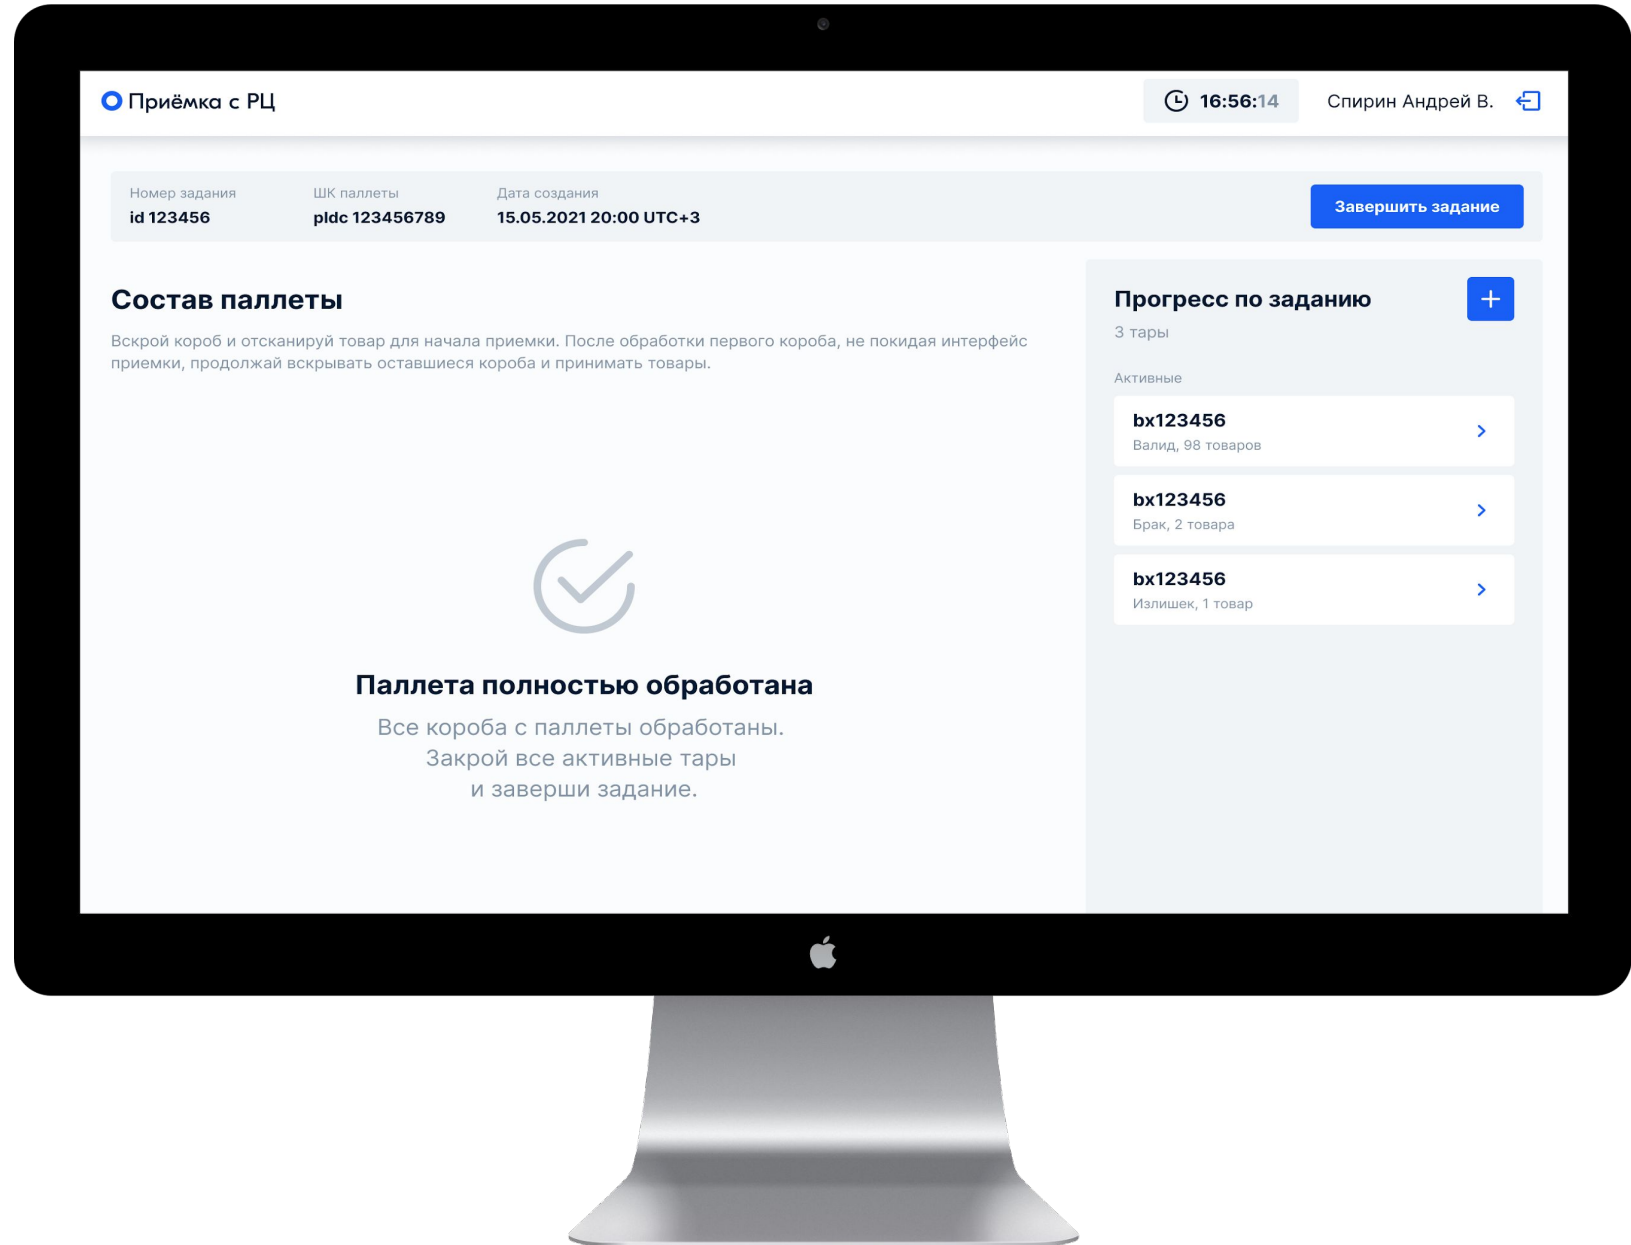 Приёмка с РЦ
16:56:14
Спирин Андрей В.
Номер задания
id 123456
ШК паллеты
pldc 123456789
Дата создания
15.05.2021 20:00 UTC+3
Завершить задание
Состав паллеты
Вскрой короб и отсканируй товар для начала приемки. После обработки первого короба, не покидая интерфейс
приемки, продолжай вскрывать оставшиеся короба и принимать товары.
Паллета полностью обработана
Все короба с паллеты обработаны.
Закрой все активные тары
и заверши задание.
Прогресс по заданию
3 тары
Активные
bx123456
Валид, 98 товаров
bx123456
Брак, 2 товара
bx123456
Излишек, 1 товар